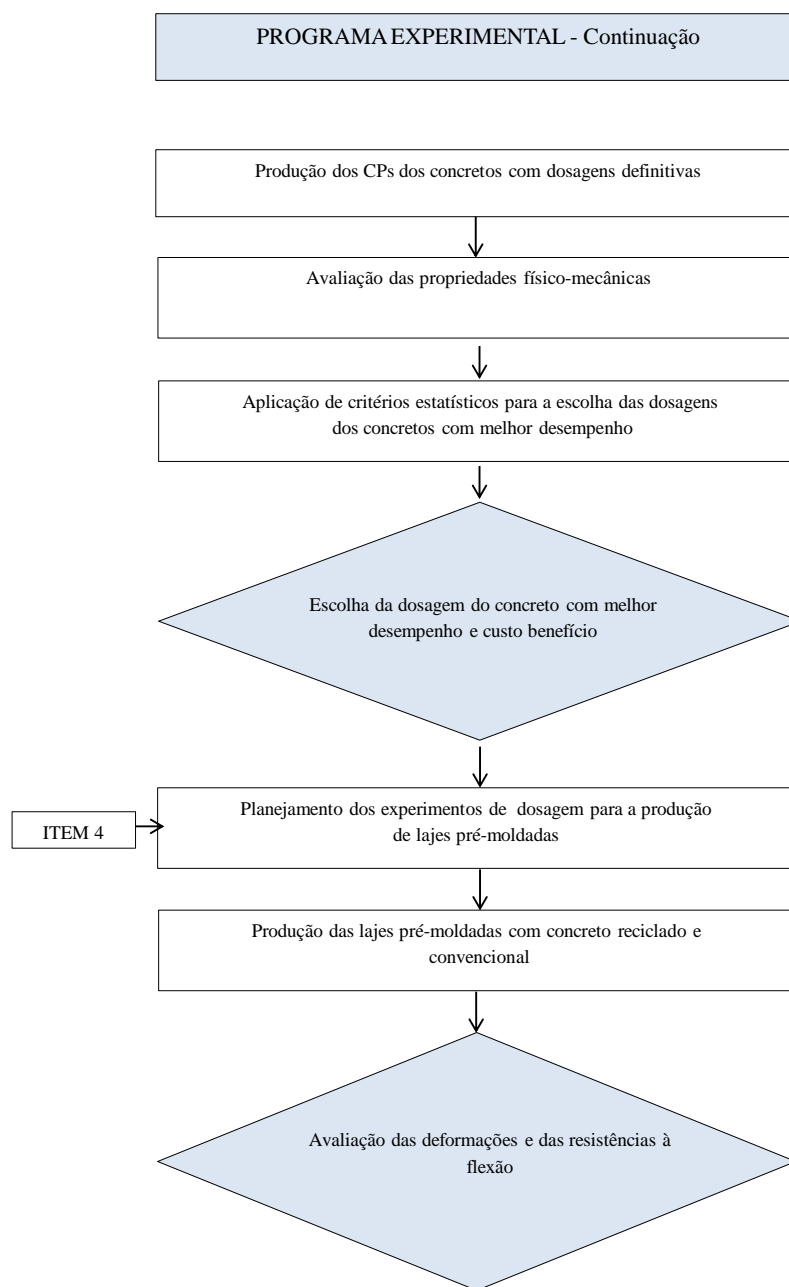 PROGRAMA EXPERIMENTAL - Continuação
Produção dos CPs dos concretos com dosagens definitivas
Avaliação das propriedades físico-mecânicas
Aplicação de critérios estatísticos para a escolha das dosagens
dos concretos com melhor desempenho
Escolha da dosagem do concreto com melhor
desempenho e custo benefício
Planejamento dos experimentos de dosagem para a produção
de lajes pré-moldadas
ITEM 4
Produção das lajes pré-moldadas com concreto reciclado e
convencional
Avaliação das deformações e das resistências à
flexão